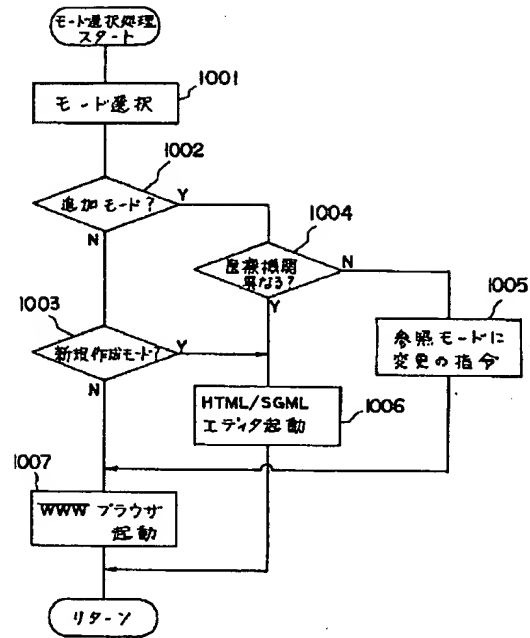 モード選択処理
スタート
1001
モード選択
1002
追加モード?
Y
N
1004
医療機関
異なる?
N
Y
1005
参照モードに
変更の指令
1003
新規作成モード?
Y
N
HTML/SGML
エディタ起動
1006
1007
WWW ブラウザ
起動
リターン